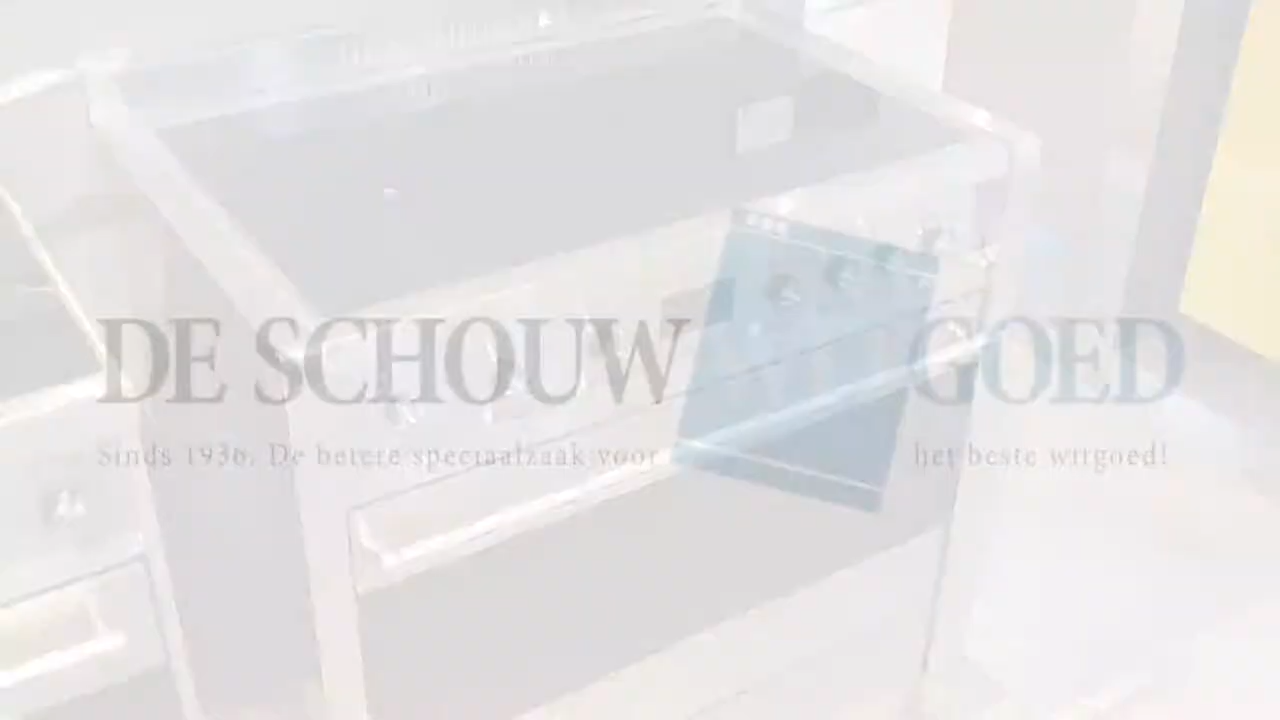 DE SCHOUW GOED
Sinds 1936. De betere speciaalzaak voor het beste witgoed!